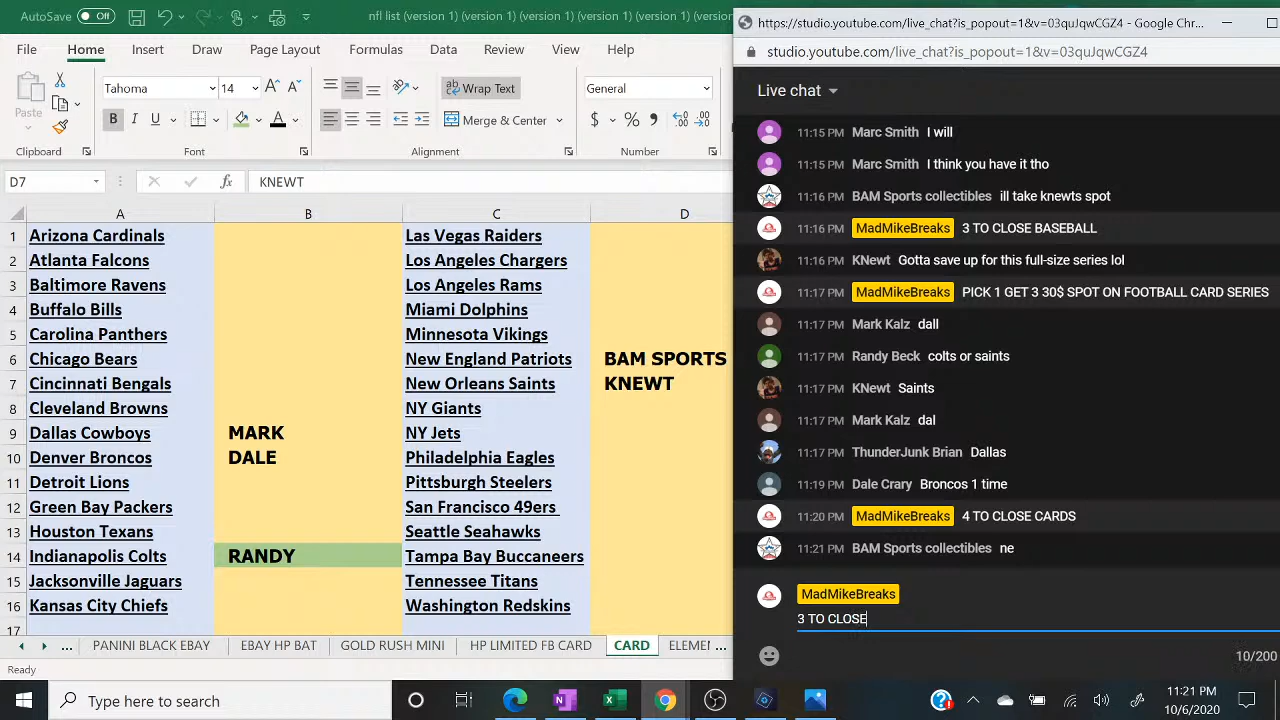 AutoSave Off nfl list (version 1) (version 1) (version 1) (version 1) (version
File Home Insert Draw Page Layout Formulas Data Review View Help
Tahoma 14 Wrap Text General
B I U A Merge & Center $ % 9
Clipboard Font Alignment Number
D7 fx KNEWT
A B C D
1 Arizona Cardinals Las Vegas Raiders
2 Atlanta Falcons Los Angeles Chargers
3 Baltimore Ravens Los Angeles Rams
4 Buffalo Bills Miami Dolphins
5 Carolina Panthers Minnesota Vikings
6 Chicago Bears New England Patriots BAM SPORTS
7 Cincinnati Bengals New Orleans Saints KNEWT
8 Cleveland Browns NY Giants
9 Dallas Cowboys MARK NY Jets
10 Denver Broncos DALE Philadelphia Eagles
11 Detroit Lions Pittsburgh Steelers
12 Green Bay Packers San Francisco 49ers
13 Houston Texans Seattle Seahawks
14 Indianapolis Colts RANDY Tampa Bay Buccaneers
15 Jacksonville Jaguars Tennessee Titans
16 Kansas City Chiefs Washington Redskins
17
... PANINI BLACK EBAY EBAY HP BAT GOLD RUSH MINI HP LIMITED FB CARD CARD ELEMEI ...
Ready
https://studio.youtube.com/live_chat?is_popout=1&v=03quJqwCGZ4 - Google Chr...
studio.youtube.com/live_chat?is_popout=1&v=03quJqwCGZ4
Live chat
11:15 PM Marc Smith I will
11:15 PM Marc Smith I think you have it tho
11:16 PM BAM Sports collectibles ill take knewts spot
11:16 PM MadMikeBreaks 3 TO CLOSE BASEBALL
11:16 PM KNewt Gotta save up for this full-size series lol
11:17 PM MadMikeBreaks PICK 1 GET 3 30$ SPOT ON FOOTBALL CARD SERIES
11:17 PM Mark Kalz dall
11:17 PM Randy Beck colts or saints
11:17 PM KNewt Saints
11:17 PM Mark Kalz dal
11:17 PM ThunderJunk Brian Dallas
11:19 PM Dale Crary Broncos 1 time
11:20 PM MadMikeBreaks 4 TO CLOSE CARDS
11:21 PM BAM Sports collectibles ne
MadMikeBreaks
3 TO CLOSE
10/200
Type here to search
11:21 PM
10/6/2020